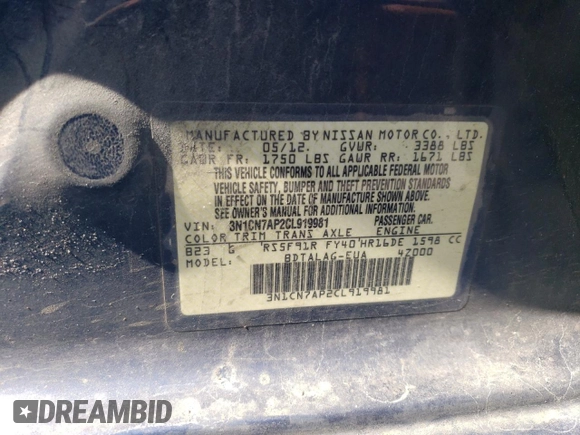 MANUFACTURED BY NISSAN MOTOR CO., LTD.
DATE: 05/12. GVWR: 3388 LBS
GAWR FR: 1750 LBS GAWR RR: 1671 LBS
THIS VEHICLE CONFORMS TO ALL APPLICABLE FEDERAL MOTOR
VEHICLE SAFETY, BUMPER AND THEFT PREVENTION STANDARDS
IN EFFECT ON THE DATE OF MANUFACTURE SHOWN ABOVE.
SEE OWNER'S MANUAL FOR ADDITIONAL INFORMATION.
VIN: 3N1CN7AP2CL919981 PASSENGER CAR.
COLOR TRIM TRANS AXLE ENGINE
B23 G RS5F91R FY40 HR16DE 1598 CC
MODEL: BDTALAG-EUA 4Z000
3N1CN7AP2CL919981
DREAMBID